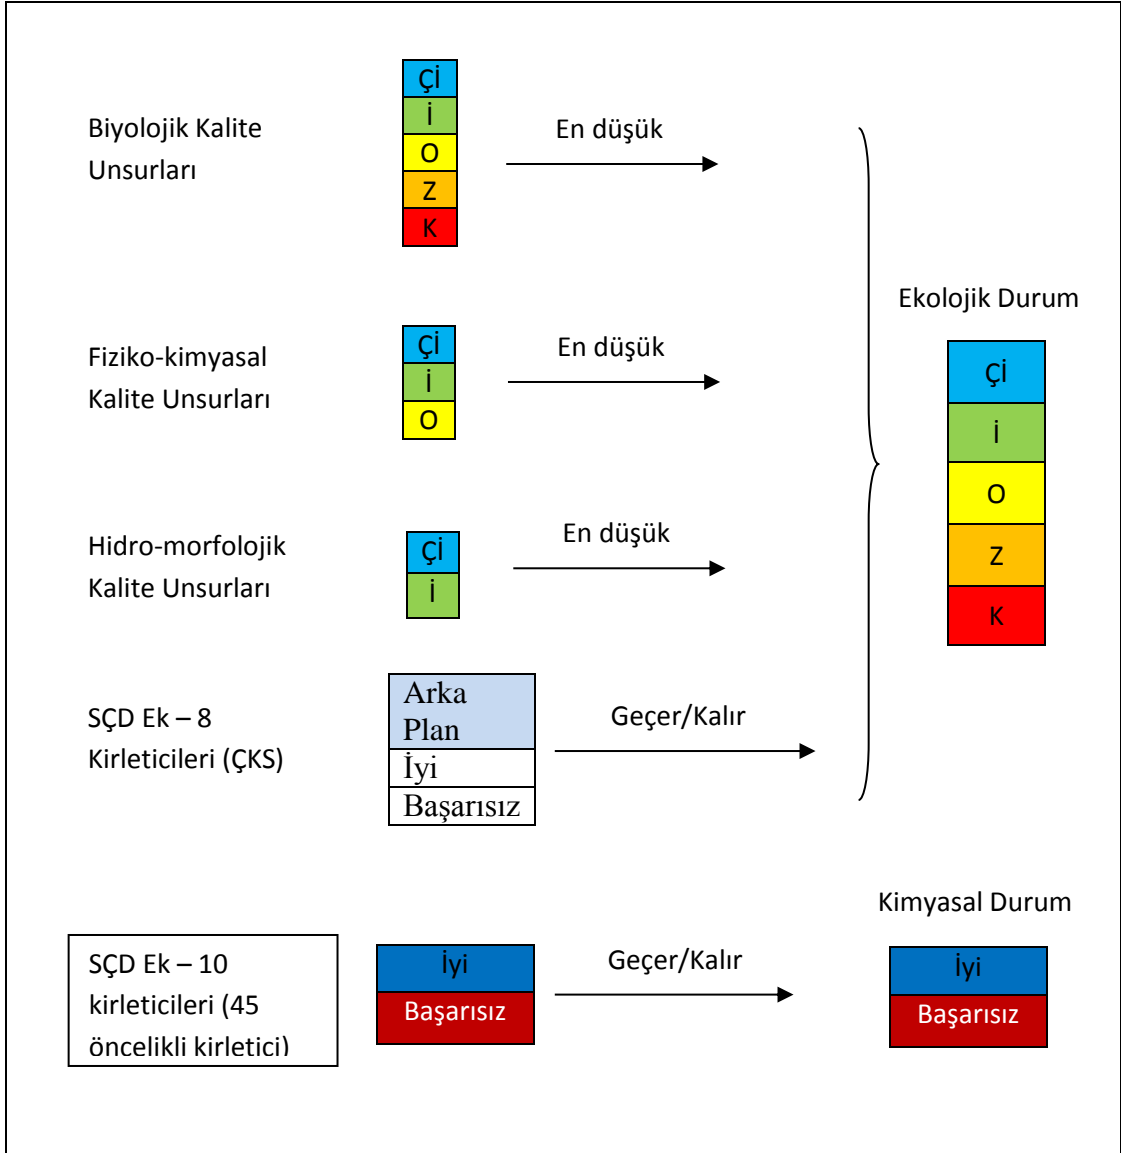 Biyolojik Kalite
Unsurları
Çİ
İ
O
Z
K
En düşük
Fiziko-kimyasal
Kalite Unsurları
Çİ
İ
O
En düşük
Hidro-morfolojik
Kalite Unsurları
Çİ
İ
En düşük
SÇD Ek – 8
Kirleticileri (ÇKS)
Arka
Plan
İyi
Başarısız
Geçer/Kalır
Ekolojik Durum
Çİ
İ
O
Z
K
SÇD Ek – 10
kirleticileri (45
öncelikli kirletici)
İyi
Başarısız
Geçer/Kalır
Kimyasal Durum
İyi
Başarısız